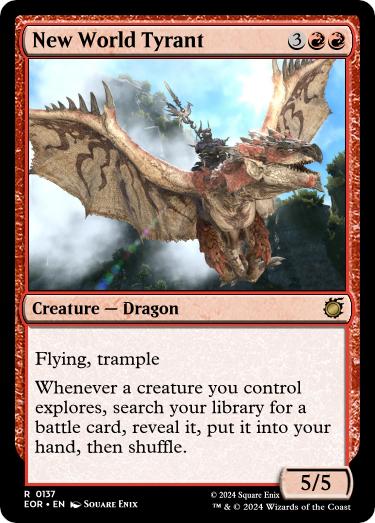 New World Tyrant 3
Creature — Dragon
Flying, trample
Whenever a creature you control
explores, search your library for a
battle card, reveal it, put it into your
hand, then shuffle.
5/5
R 0137
EOR • EN Square Enix
© 2024 Square Enix
™ & © 2024 Wizards of the Coast